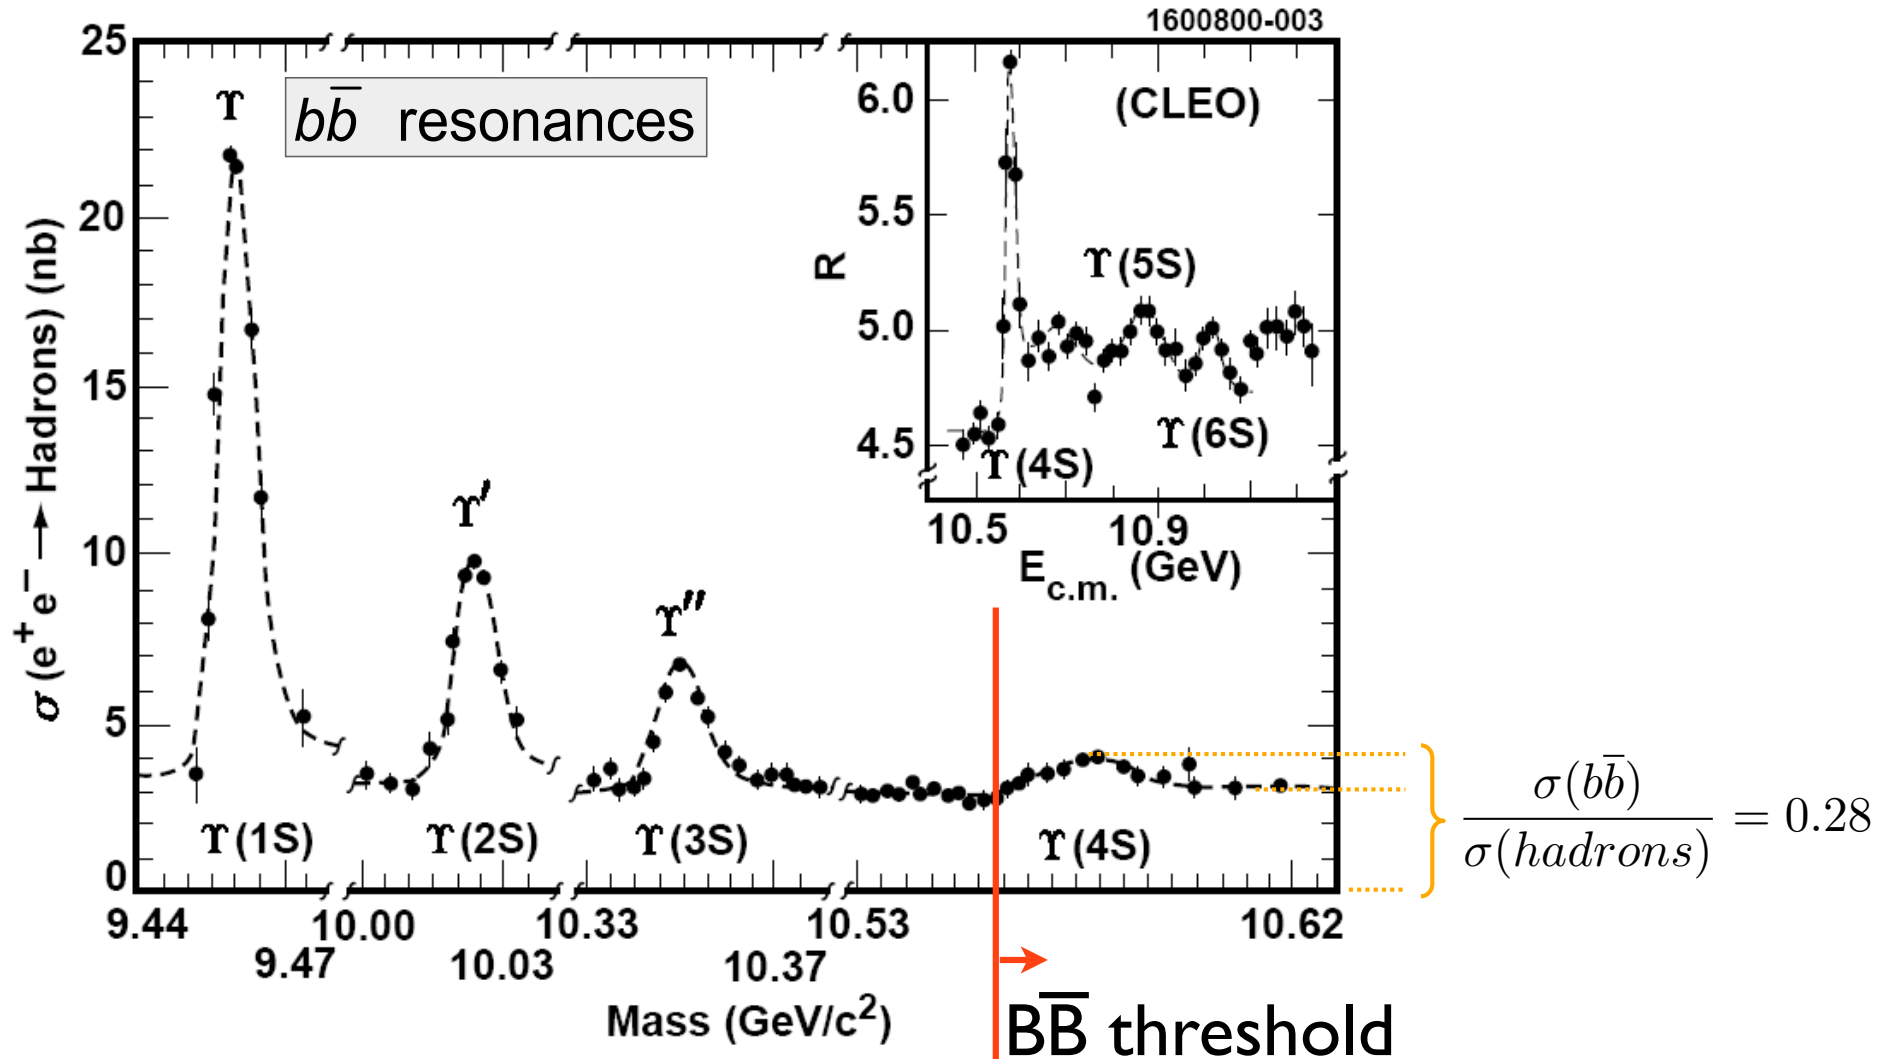 1600800-003
25
20
15
10
5
0
σ (e⁺ e⁻ → Hadrons) (nb)
ϒ
bb̅ resonances
ϒ′
ϒ″
ϒ(1S)
ϒ(2S)
ϒ(3S)
ϒ(4S)
9.44
10.00
10.33
10.53
10.62
9.47
10.03
10.37
Mass (GeV/c²)
(CLEO)
6.0
5.5
5.0
4.5
R
ϒ(5S)
ϒ(6S)
ϒ(4S)
10.5
10.9
E_c.m. (GeV)
BB̅ threshold
σ(bb̅)
σ(hadrons)
= 0.28